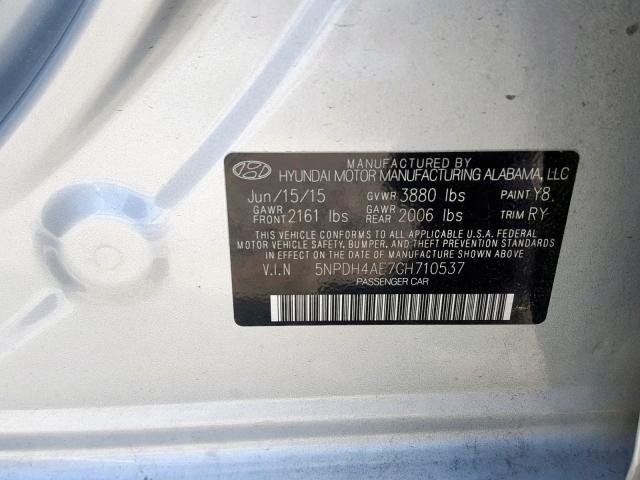 MANUFACTURED BY
HYUNDAI MOTOR MANUFACTURING ALABAMA, LLC
Jun/15/15 GVWR 3880 lbs PAINT Y8
GAWR FRONT 2161 lbs GAWR REAR 2006 lbs TRIM RY
THIS VEHICLE CONFORMS TO ALL APPLICABLE U.S.A. FEDERAL
MOTOR VEHICLE SAFETY, BUMPER, AND THEFT PREVENTION
STANDARDS IN EFFECT ON THE DATE OF MANUFACTURE SHOWN ABOVE
V.I.N 5NPDH4AE7GH710537
PASSENGER CAR